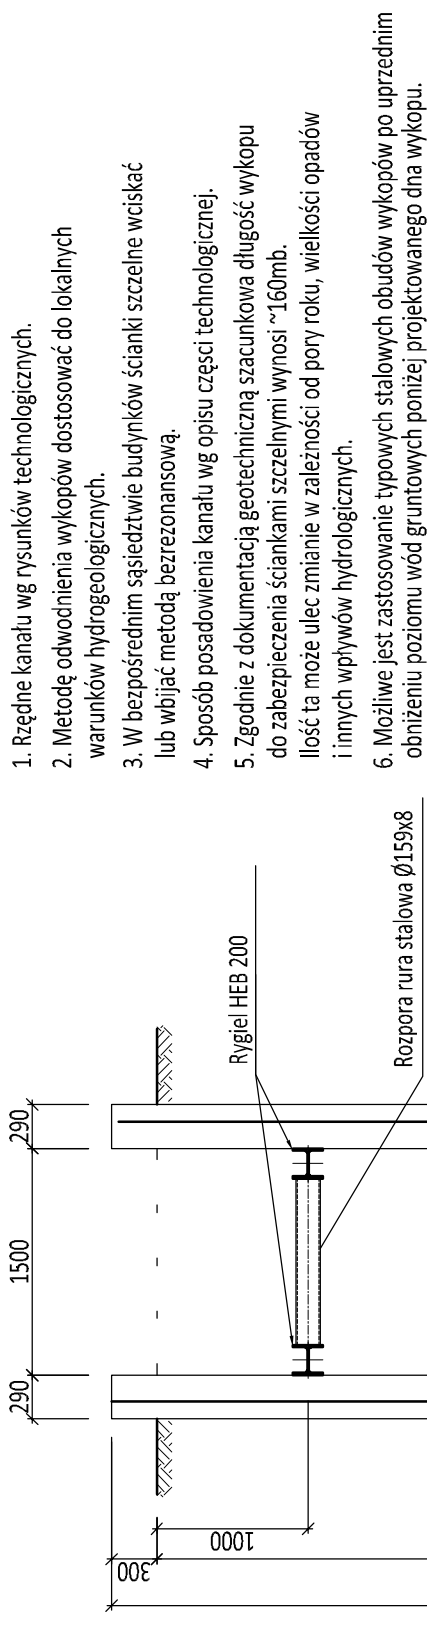 1. Rzędne kanału wg rysunków technologicznych.
2. Metodę odwodnienia wykopów dostosować do lokalnych
warunków hydrogeologicznych.
3. W bezpośrednim sąsiedztwie budynków ścianki szczelne wciskać
lub wbijać metodą bezrezonansową.
4. Sposób posadowienia kanału wg opisu części technologicznej.
5. Zgodnie z dokumentacją geotechniczną szacunkowa długość wykopu
do zabezpieczenia ściankami szczelnymi wynosi ~160mb.
Ilość ta może ulec zmianie w zależności od pory roku, wielkości opadów
i innych wpływów hydrologicznych.
6. Możliwe jest zastosowanie typowych stalowych obudów wykopów po uprzednim
obniżeniu poziomu wód gruntowych poniżej projektowanego dna wykopu.
290
1500
290
300
1000
Rygiel HEB 200
Rozpora rura stalowa Ø159x8